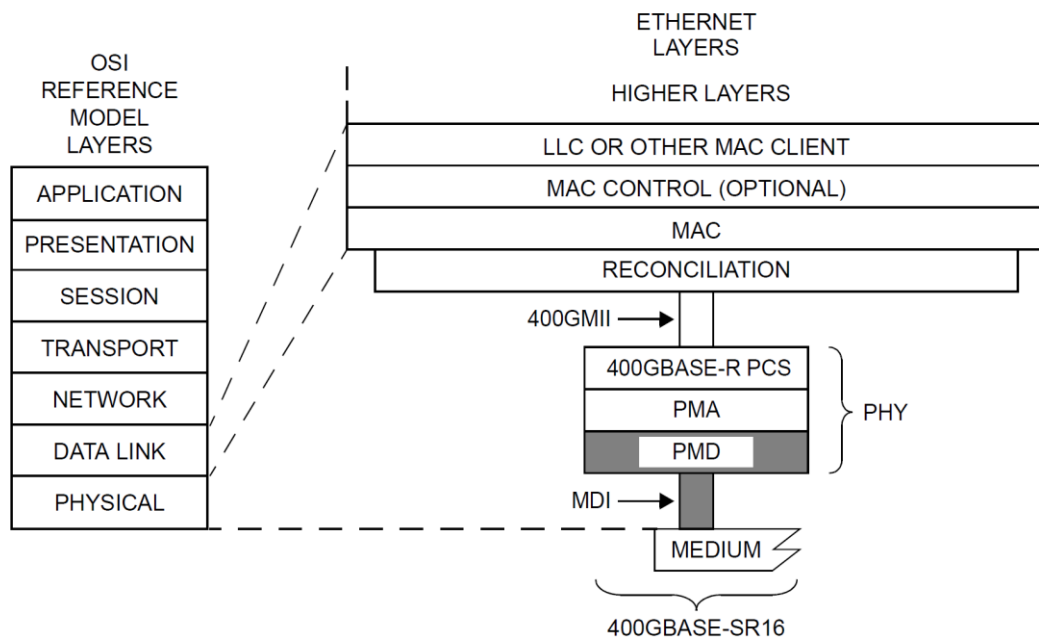 OSI
REFERENCE
MODEL
LAYERS
APPLICATION
PRESENTATION
SESSION
TRANSPORT
NETWORK
DATA LINK
PHYSICAL
ETHERNET
LAYERS
HIGHER LAYERS
LLC OR OTHER MAC CLIENT
MAC CONTROL (OPTIONAL)
MAC
RECONCILIATION
400GMII
400GBASE-R PCS
PMA
PMD
PHY
MDI
MEDIUM
400GBASE-SR16